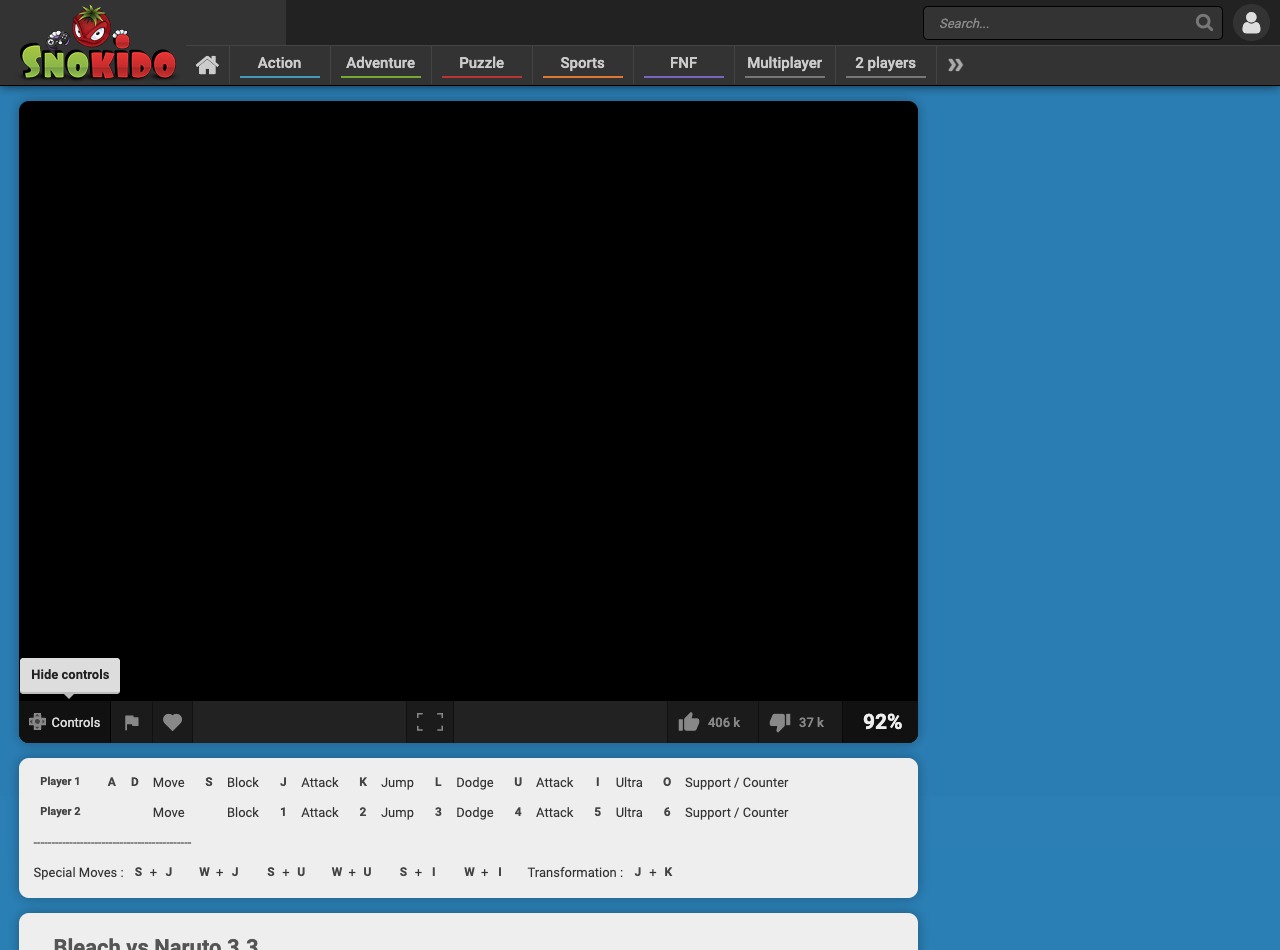 SNOKIDO
Search...
Action Adventure Puzzle Sports FNF Multiplayer 2 players »
Hide controls
Controls 406 k 37 k 92%
Player 1 A D Move S Block J Attack K Jump L Dodge U Attack I Ultra O Support / Counter
Player 2 Move Block 1 Attack 2 Jump 3 Dodge 4 Attack 5 Ultra 6 Support / Counter
--------------------------------------------
Special Moves : S + J W + J S + U W + U S + I W + I Transformation : J + K
Bleach vs Naruto 3.3